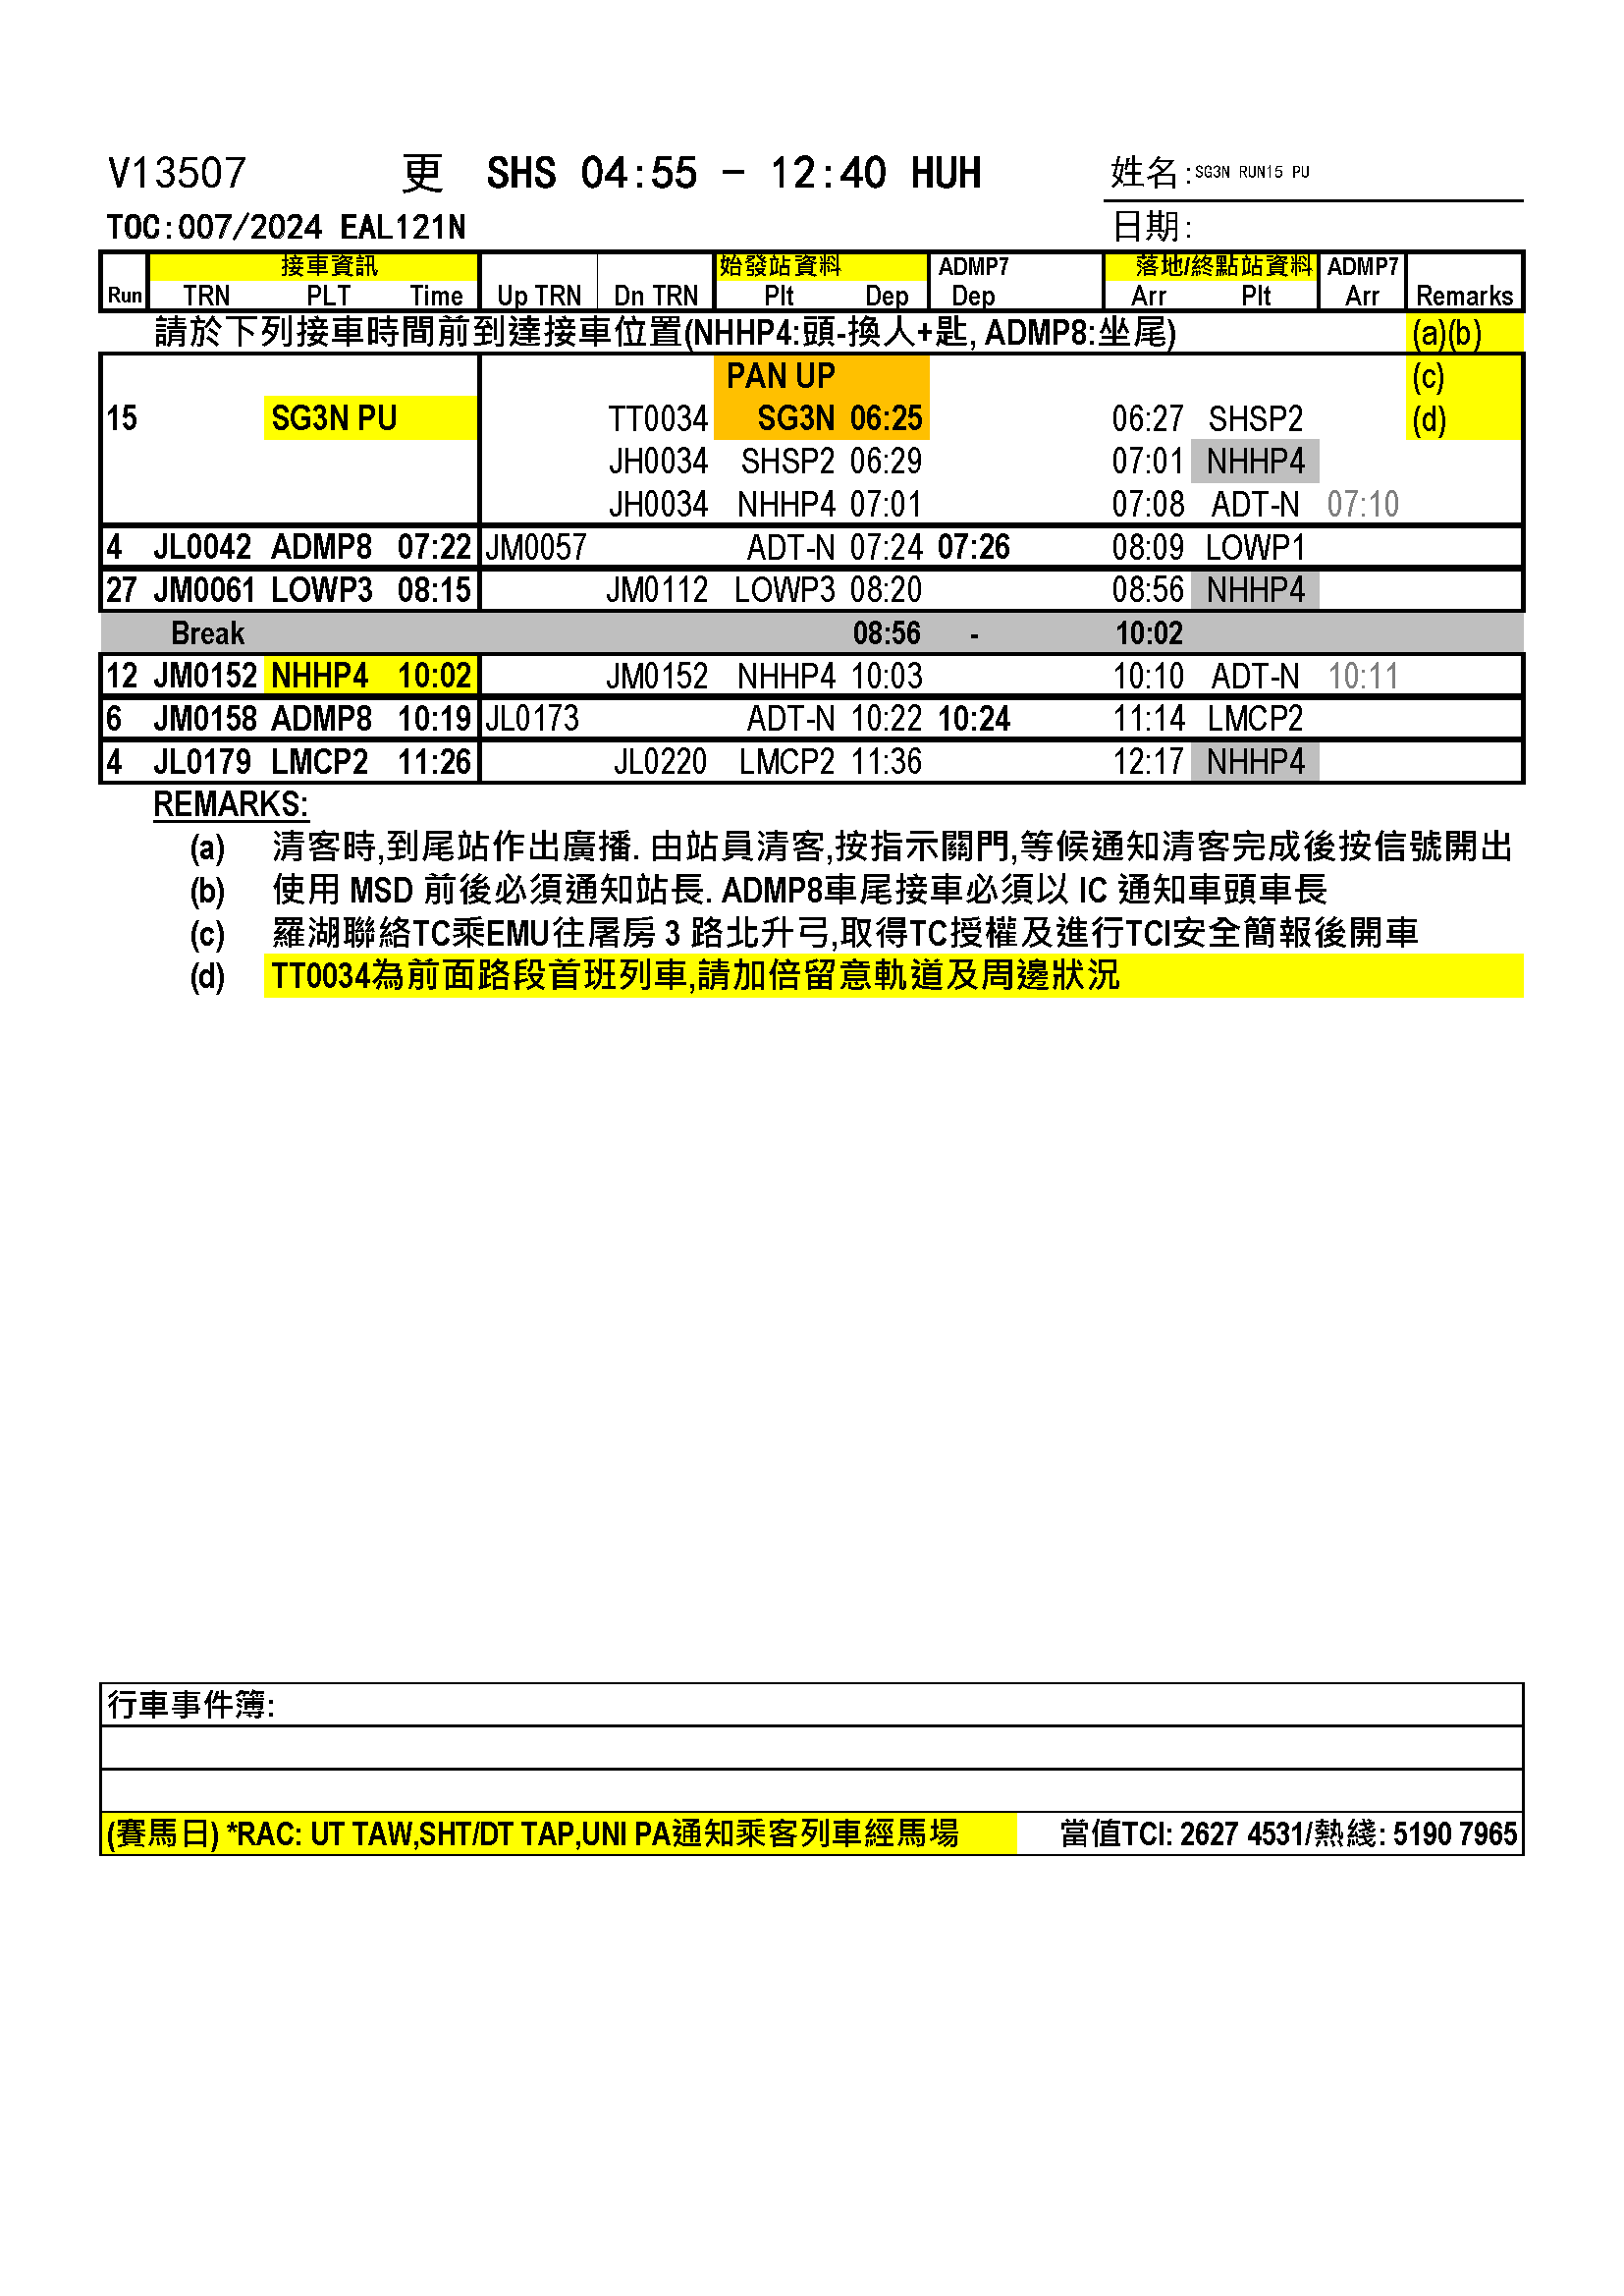 V13507 更 SHS 04:55 - 12:40 HUH 姓名:SG3N RUN15 PU
TOC:007/2024 EAL121N 日期:
接車資訊 始發站資料 ADMP7 落地/終點站資料 ADMP7
Run TRN PLT Time Up TRN Dn TRN Plt Dep Dep Arr Plt Arr Remarks
請於下列接車時間前到達接車位置(NHHP4:頭-換人+匙, ADMP8:坐尾) (a)(b)
PAN UP (c)
15 SG3N PU TT0034 SG3N 06:25 06:27 SHSP2 (d)
JH0034 SHSP2 06:29 07:01 NHHP4
JH0034 NHHP4 07:01 07:08 ADT-N 07:10
4 JL0042 ADMP8 07:22 JM0057 ADT-N 07:24 07:26 08:09 LOWP1
27 JM0061 LOWP3 08:15 JM0112 LOWP3 08:20 08:56 NHHP4
Break 08:56 - 10:02
12 JM0152 NHHP4 10:02 JM0152 NHHP4 10:03 10:10 ADT-N 10:11
6 JM0158 ADMP8 10:19 JL0173 ADT-N 10:22 10:24 11:14 LMCP2
4 JL0179 LMCP2 11:26 JL0220 LMCP2 11:36 12:17 NHHP4
REMARKS:
(a) 清客時,到尾站作出廣播. 由站員清客,按指示關門,等候通知清客完成後按信號開出
(b) 使用 MSD 前後必須通知站長. ADMP8車尾接車必須以 IC 通知車頭車長
(c) 羅湖聯絡TC乘EMU往屠房 3 路北升弓,取得TC授權及進行TCI安全簡報後開車
(d) TT0034為前面路段首班列車,請加倍留意軌道及周邊狀況
行車事件簿:
(賽馬日) *RAC: UT TAW,SHT/DT TAP,UNI PA通知乘客列車經馬場 當值TCI: 2627 4531/熱綫: 5190 7965